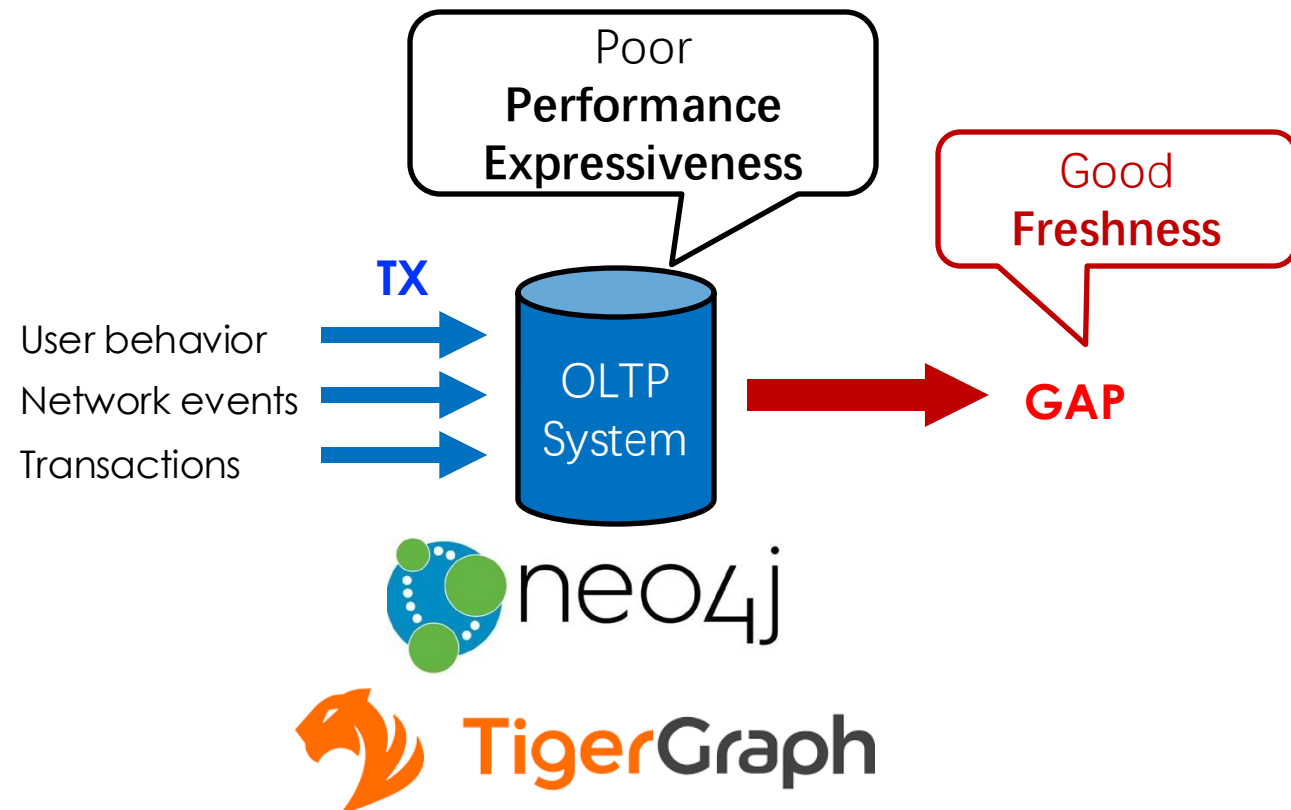 Poor
Performance
Expressiveness
Good
Freshness
TX
User behavior
Network events
Transactions
OLTP
System
GAP
neo4j
TigerGraph